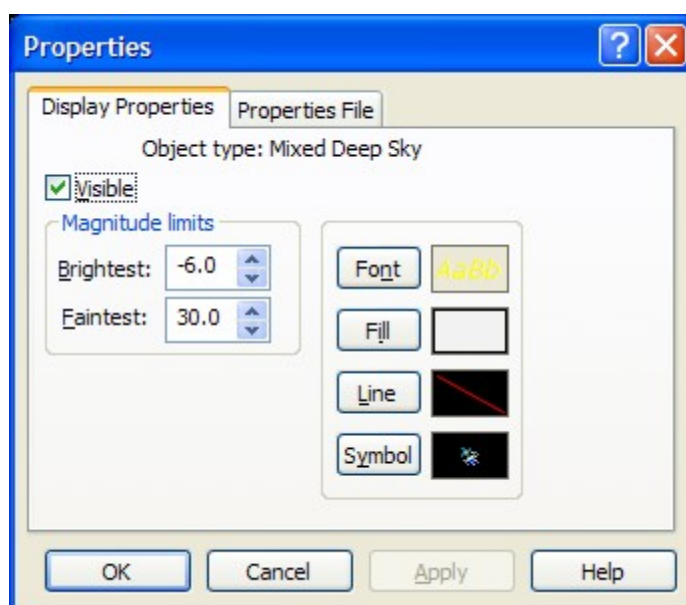 Properties
Display Properties Properties File
Object type: Mixed Deep Sky
Visible
Magnitude limits
Brightest: -6.0
Faintest: 30.0
Font AaBb
Fill
Line
Symbol
OK Cancel Apply Help